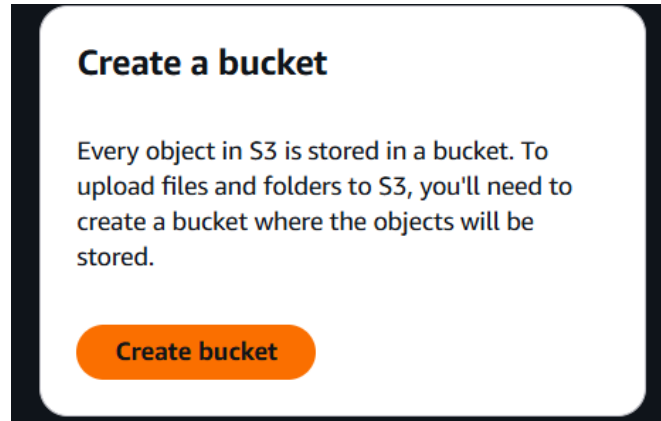 Create a bucket
Every object in S3 is stored in a bucket. To
upload files and folders to S3, you'll need to
create a bucket where the objects will be
stored.
Create bucket